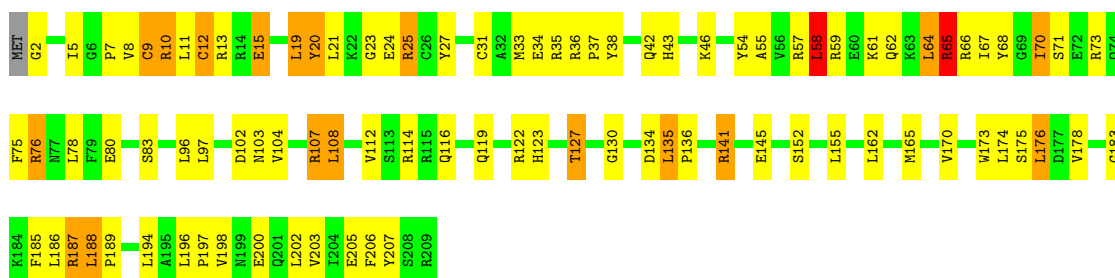 MET G2 I5 G6 P7 V8 C9 R10 L11 C12 R13 R14 E15 L19 Y20 L21 K22 G23 E24 R25 C26 Y27 C31 A32 M33 E34 R35 R36 P37 Y38 Q42 H43 K46 Y54 A55 V56 R57 L58 R59 E60 K61 Q62 K63 L64 R65 R66 I67 Y68 G69 I70 S71 E72 R73
F75 R76 N77 L78 F79 E80 S83 L96 L97 D102 N103 V104 R107 L108 V112 S113 R114 R115 Q116 Q119 R122 H123 T127 G130 D134 L135 P136 R141 E145 S152 L155 L162 M165 V170 W173 L174 S175 L176 D177 V178
K184 F185 L186 R187 L188 P189 L194 A195 L196 P197 V198 N199 E200 Q201 L202 V203 I204 E205 F206 Y207 S208 R209